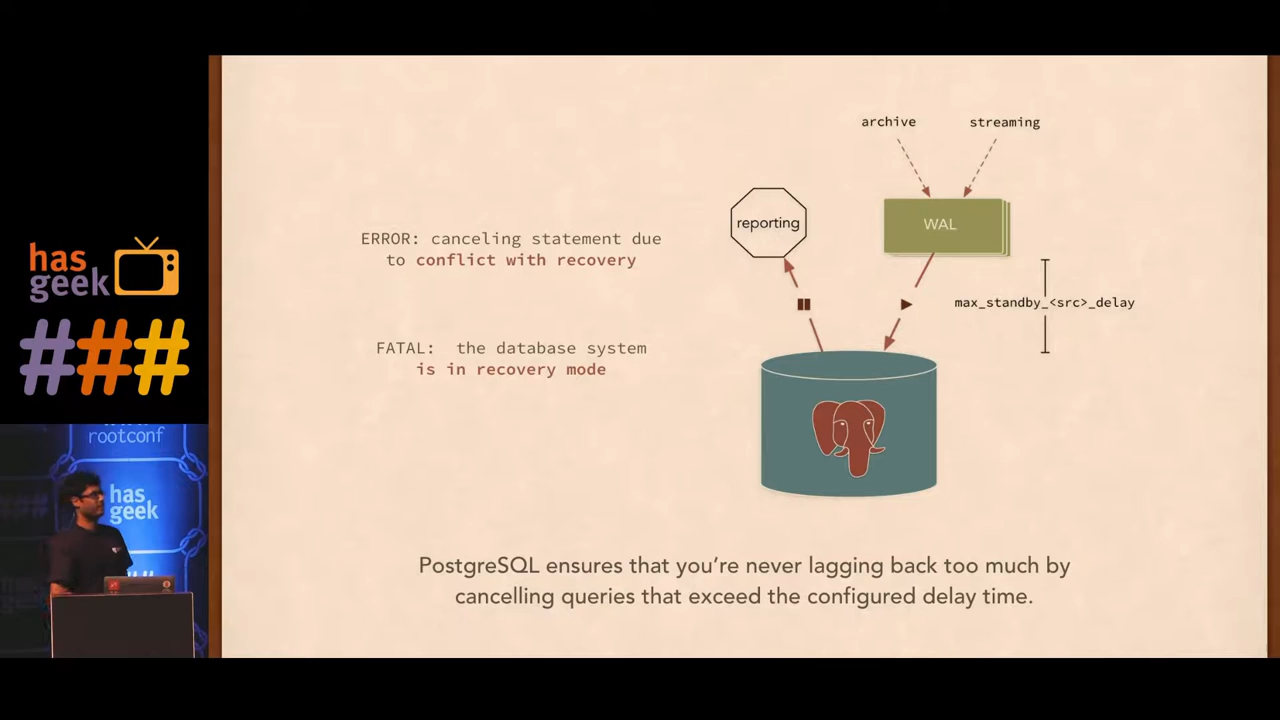 archive
streaming
reporting
WAL
ERROR: canceling statement due
to conflict with recovery
max_standby_<src>_delay
FATAL:  the database system
is in recovery mode
PostgreSQL ensures that you're never lagging back too much by
cancelling queries that exceed the configured delay time.
has
geek
###
rootconf
has
geek